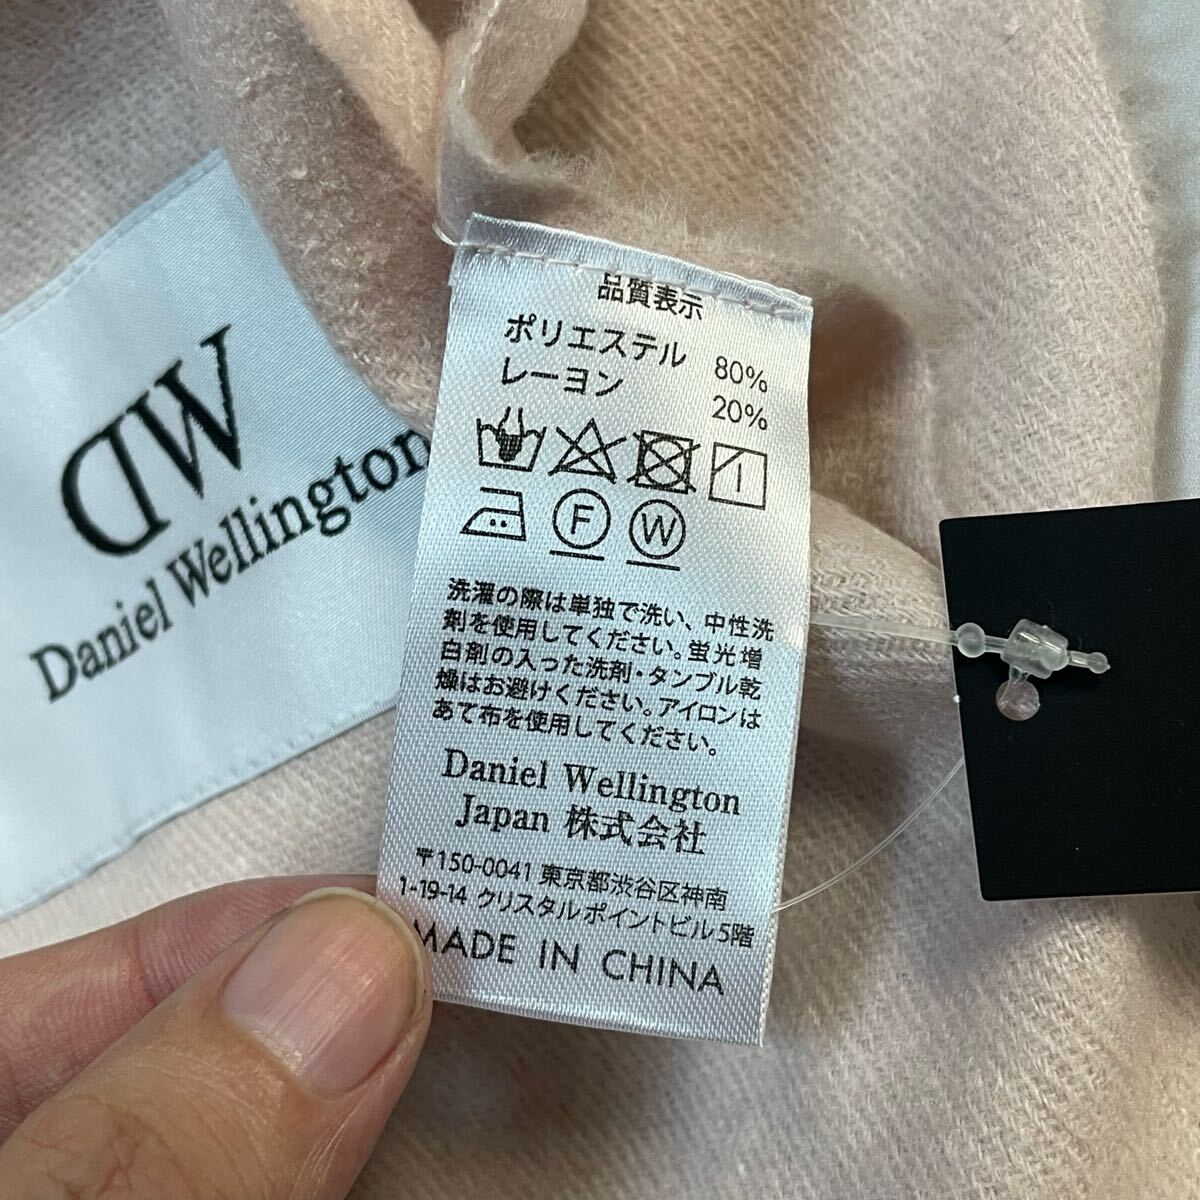 DW
Daniel Wellington
品質表示
ポリエステル 80%
レーヨン 20%
F W
洗濯の際は単独で洗い、中性洗
剤を使用してください。蛍光増
白剤の入った洗剤・タンブル乾
燥はお避けください。アイロンは
あて布を使用してください。
Daniel Wellington
Japan 株式会社
〒150-0041 東京都渋谷区神南
1-19-14 クリスタルポイントビル5階
MADE IN CHINA